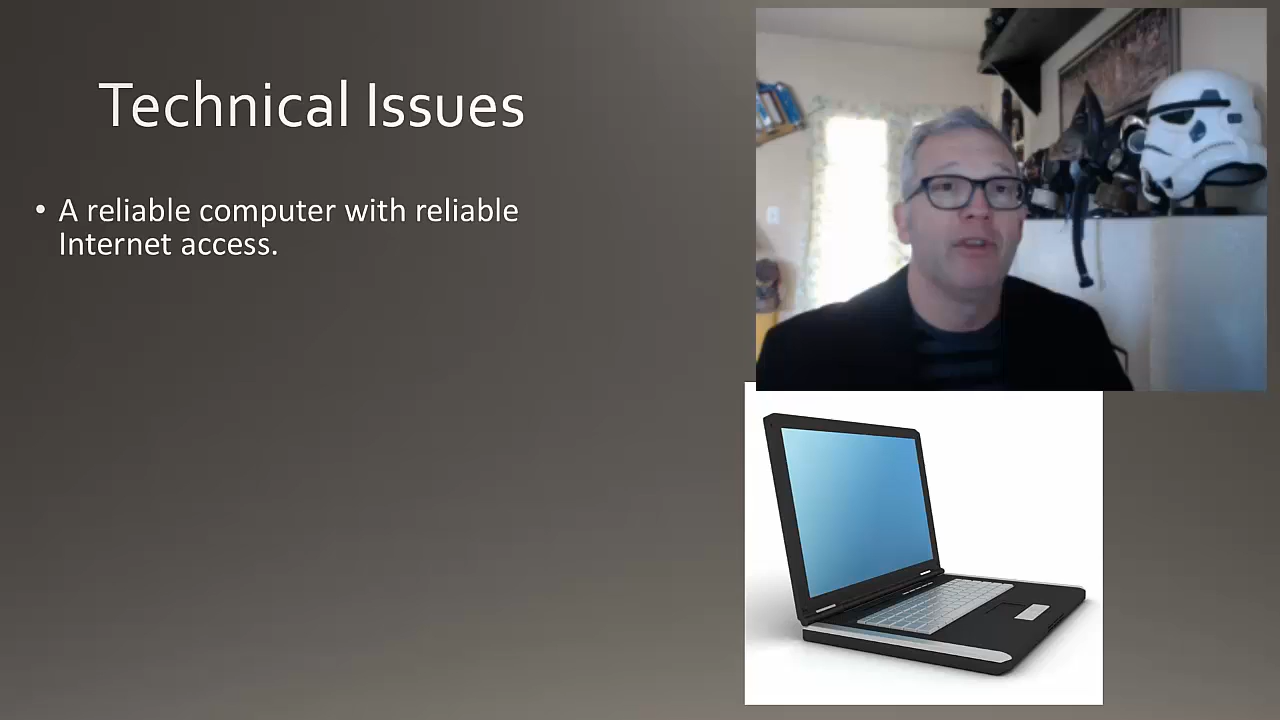 Technical Issues
• A reliable computer with reliable
Internet access.